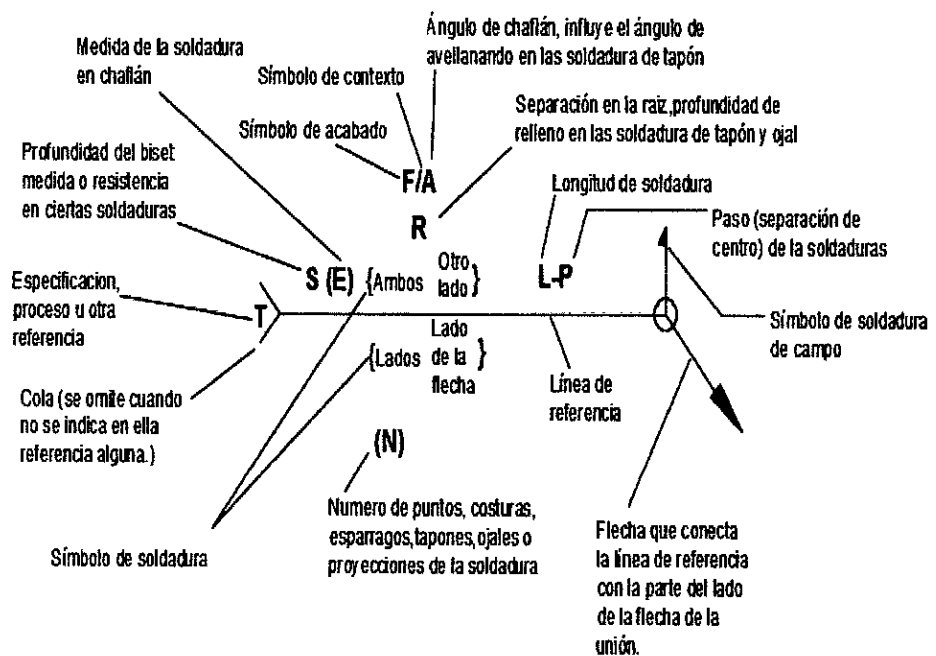 Medida de la soldadura
en chaflán
Símbolo de contexto
Ángulo de chaflán, influye el ángulo de
avellanando en las soldadura de tapón
Símbolo de acabado
Separación en la raiz,profundidad de
relleno en las soldadura de tapón y ojal
Profundidad del biset
medida o resistencia
en ciertas soldaduras
F/A
R
Longitud de soldadura
Paso (separación de
centro) de la soldaduras
S (E)
{Ambos
Otro
lado }
L-P
Especificacion,
proceso u otra
referencia
T
Símbolo de soldadura
de campo
{Lados
Lado
de la }
flecha
Línea de
referencia
Cola (se omite cuando
no se indica en ella
referencia alguna.)
(N)
Numero de puntos, costuras,
esparragos,tapones, ojales o
proyecciones de la soldadura
Símbolo de soldadura
Flecha que conecta
la línea de referencia
con la parte del lado
de la flecha de la
unión.